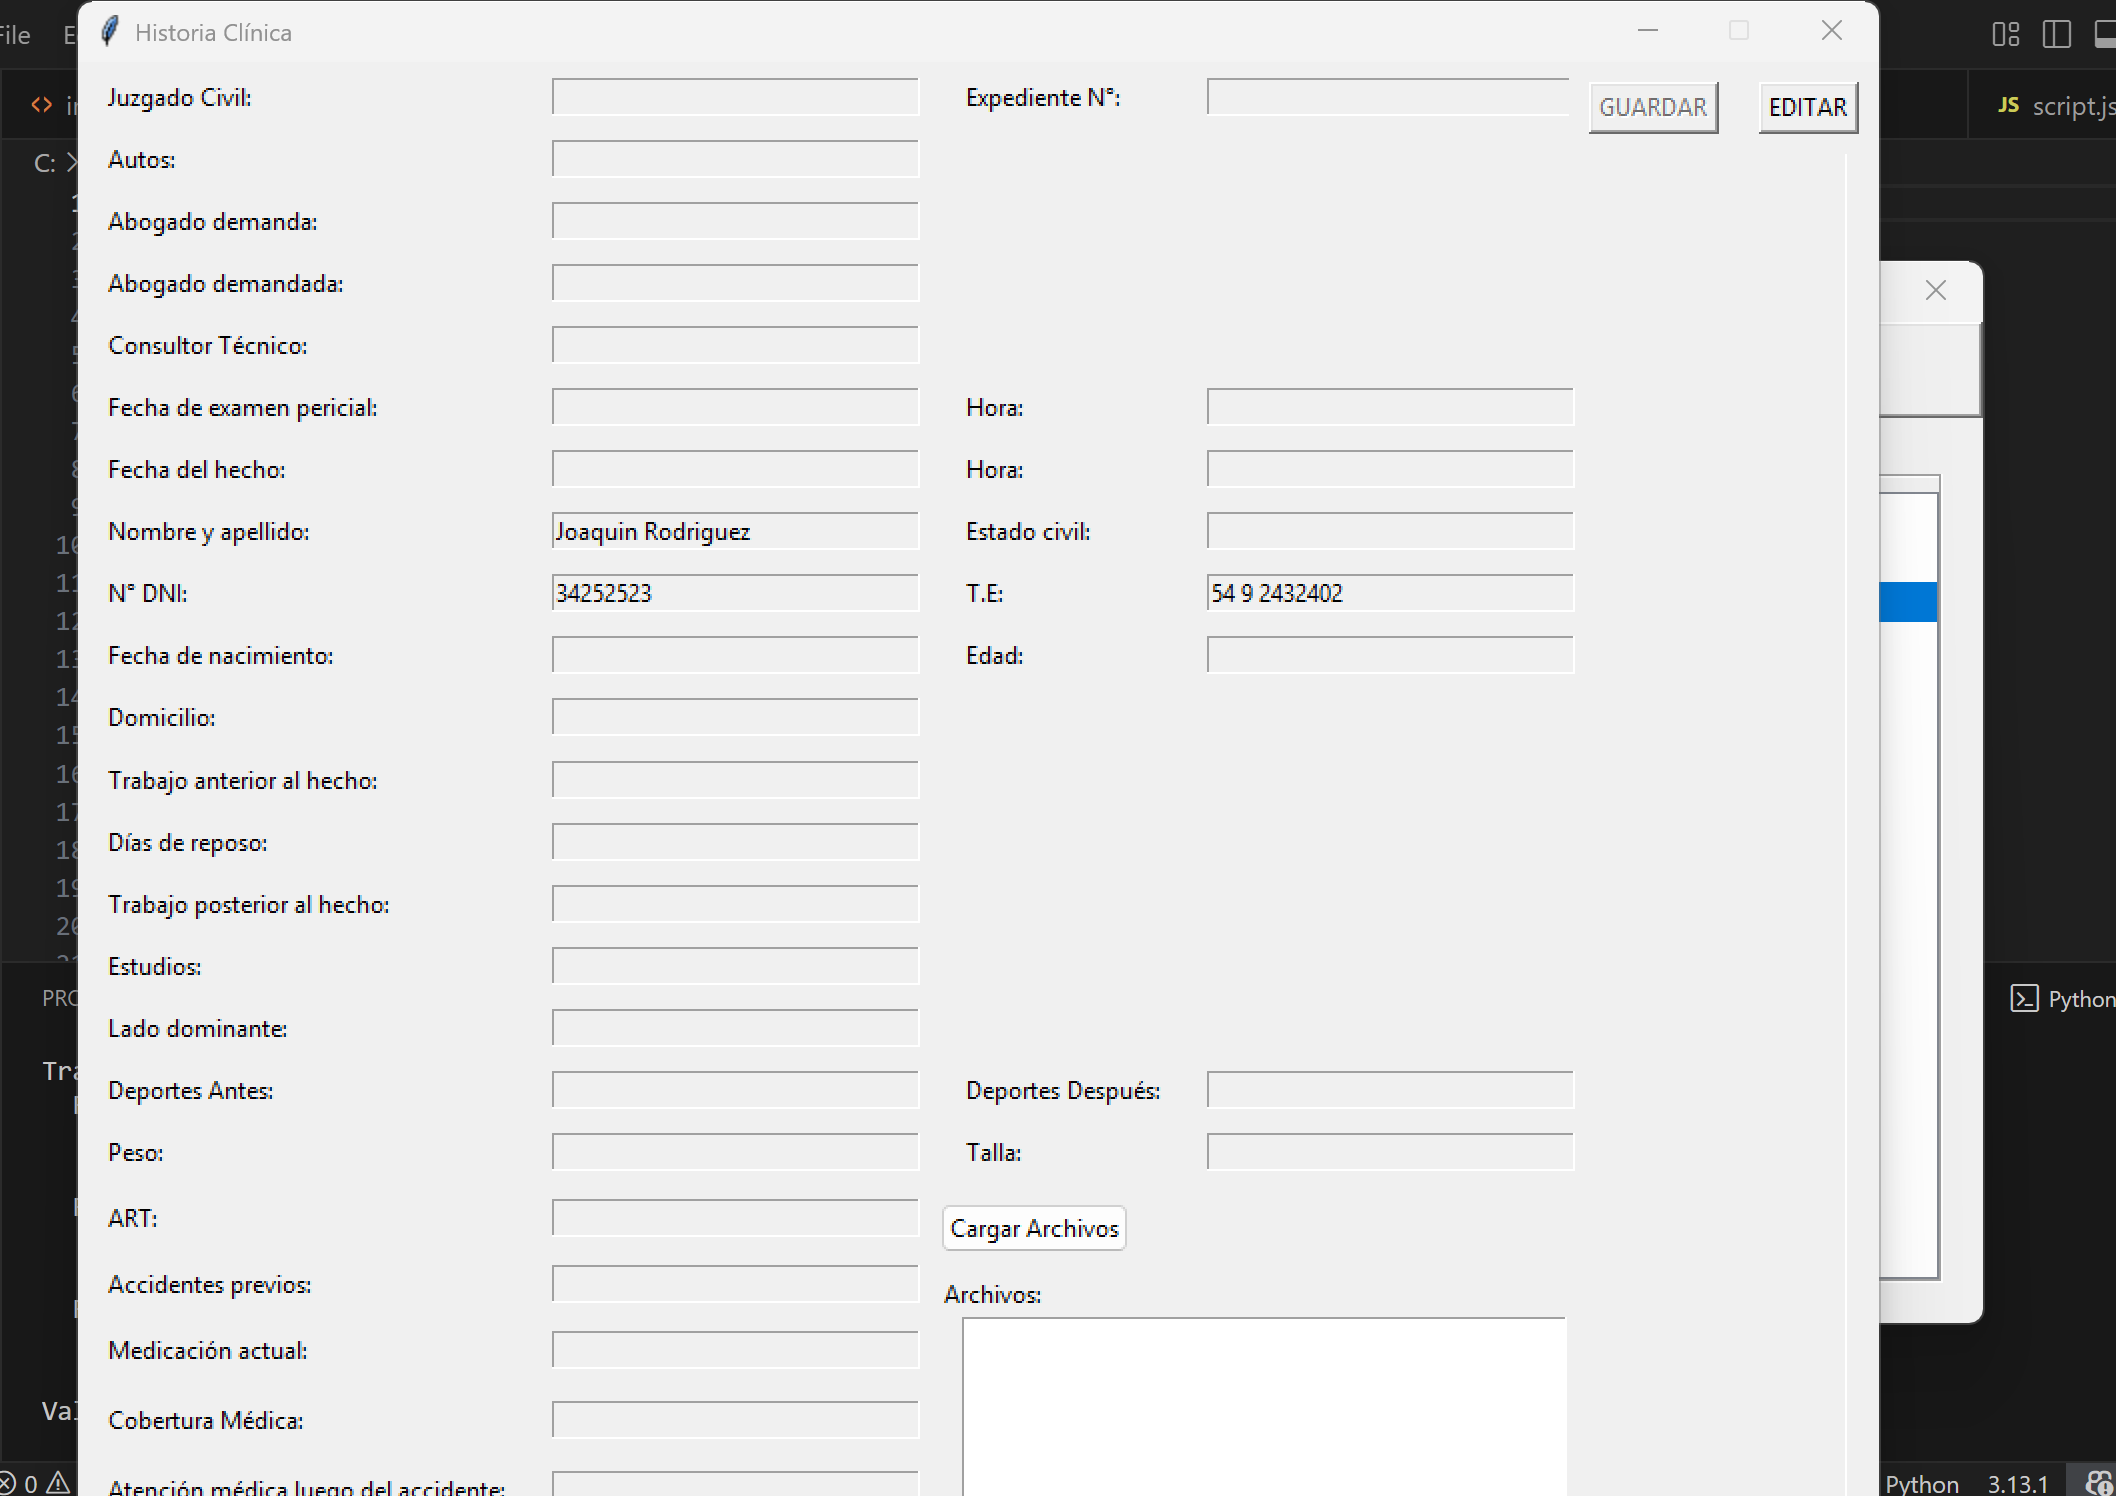 File
Historia Clínica
Juzgado Civil:
Expediente N°:
GUARDAR
EDITAR
JS script.js
Autos:
C:
Abogado demanda:
Abogado demandada:
Consultor Técnico:
Fecha de examen pericial:
Hora:
Fecha del hecho:
Hora:
Nombre y apellido: Joaquin Rodriguez
Estado civil:
N° DNI: 34252523
T.E: 54 9 2432402
Fecha de nacimiento:
Edad:
Domicilio:
Trabajo anterior al hecho:
Días de reposo:
Trabajo posterior al hecho:
Estudios:
Lado dominante:
Python
Deportes Antes:
Deportes Después:
Peso:
Talla:
ART:
Cargar Archivos
Accidentes previos:
Archivos:
Medicación actual:
Cobertura Médica:
Atención médica luego del accidente:
0
Python 3.13.1